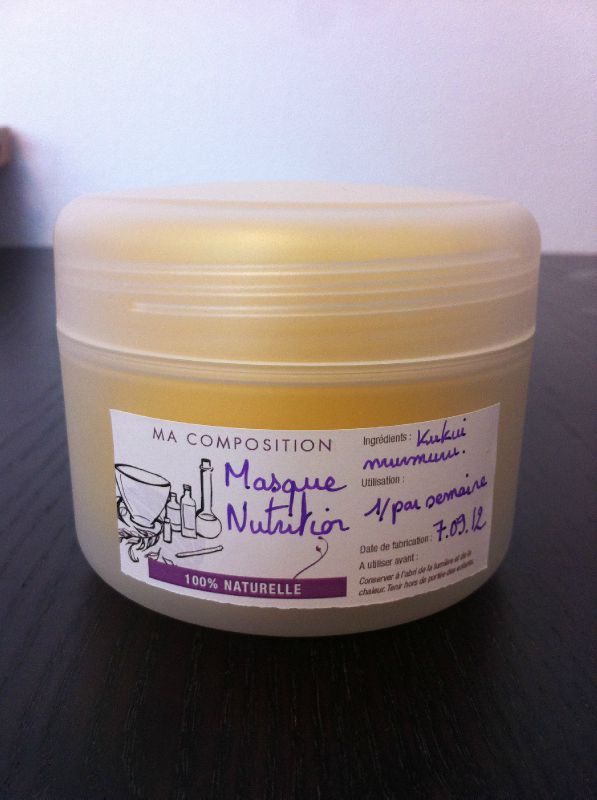 MA COMPOSITION
Masque
Nutrition
100% NATURELLE
Ingrédients : Kukui
murmuru.
Utilisation :
1/par semaine
Date de fabrication : 7.09.12
A utiliser avant :
Conserver à l'abri de la lumière et de la
chaleur. Tenir hors de portée des enfants.